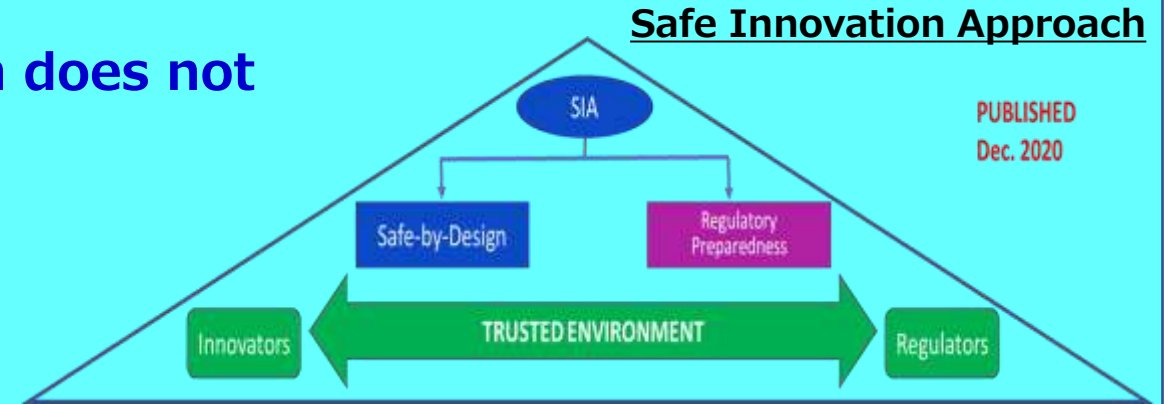 Safe Innovation Approach
does not
SIA
PUBLISHED
Dec. 2020
Safe-by-Design
Regulatory
Preparedness
TRUSTED ENVIRONMENT
Innovators
Regulators